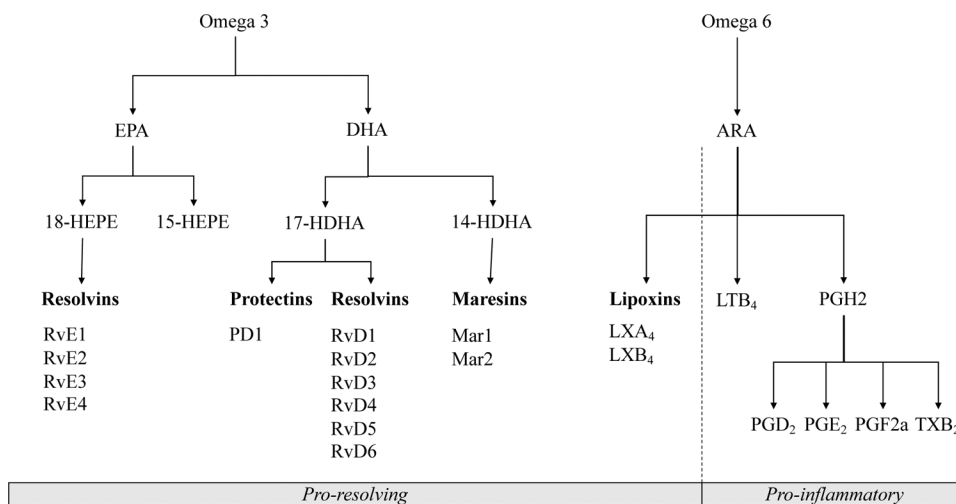 Omega 3
Omega 6
EPA
DHA
ARA
18-HEPE
15-HEPE
17-HDHA
14-HDHA
Resolvins
Protectins
Resolvins
Maresins
Lipoxins
LTB₄
PGH2
RvE1
RvE2
RvE3
RvE4
PD1
RvD1
RvD2
RvD3
RvD4
RvD5
RvD6
Mar1
Mar2
LXA₄
LXB₄
PGD₂
PGE₂
PGF2a
TXB₂
Pro-resolving
Pro-inflammatory